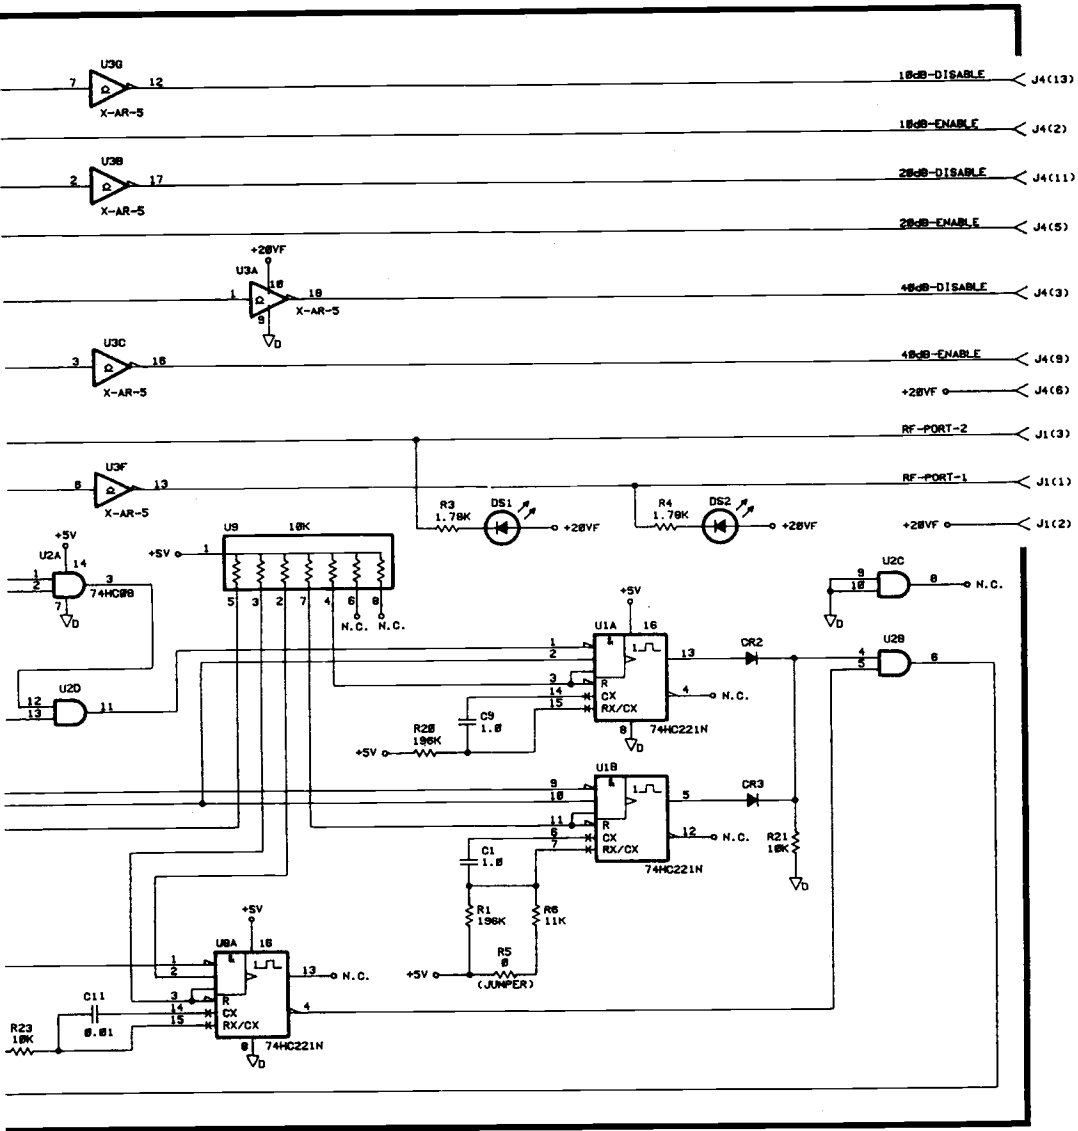 U3G
7 12
X-AR-5
10dB-DISABLE J4(13)
10dB-ENABLE J4(2)
U3B
2 17
X-AR-5
20dB-DISABLE J4(11)
20dB-ENABLE J4(5)
+20VF
U3A
10
1 18
X-AR-5
9
D
40dB-DISABLE J4(3)
U3C
3 16
X-AR-5
40dB-ENABLE J4(9)
+20VF J4(6)
RF-PORT-2 J1(3)
U3F
6 13
X-AR-5
RF-PORT-1 J1(1)
R3
1.78K
DS1
+20VF
R4
1.78K
DS2
+20VF
+20VF J1(2)
+5V
U2A
14
1
2
3
74HC08
7
D
U9
10K
+5V 1
5 3 2 7 4 6 8
N.C. N.C.
U2C
9
10
8 N.C.
D
U2D
12
13
11
+5V
U1A 16
1
2
3
14
15
&
1
R
CX
RX/CX
13
4 N.C.
8
D
74HC221N
C9
1.0
+5V
R20
196K
CR2
U2B
4
5
6
U1B
9
10
11
6
7
&
1
R
CX
RX/CX
5
12 N.C.
74HC221N
CR3
R21
10K
D
C1
1.0
R1
196K
R6
11K
R5
0
(JUMPER)
+5V
+5V
U8A 16
1
2
3
14
15
&
1
R
CX
RX/CX
13 N.C.
4
8
D
74HC221N
C11
0.01
R23
10K